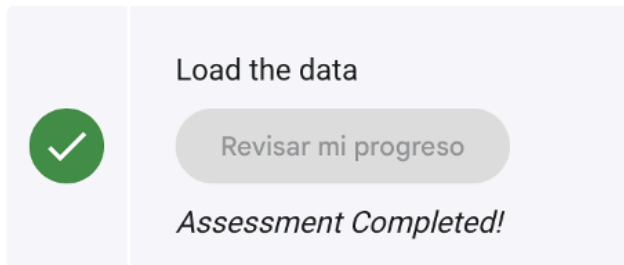 Load the data
Revisar mi progreso
Assessment Completed!